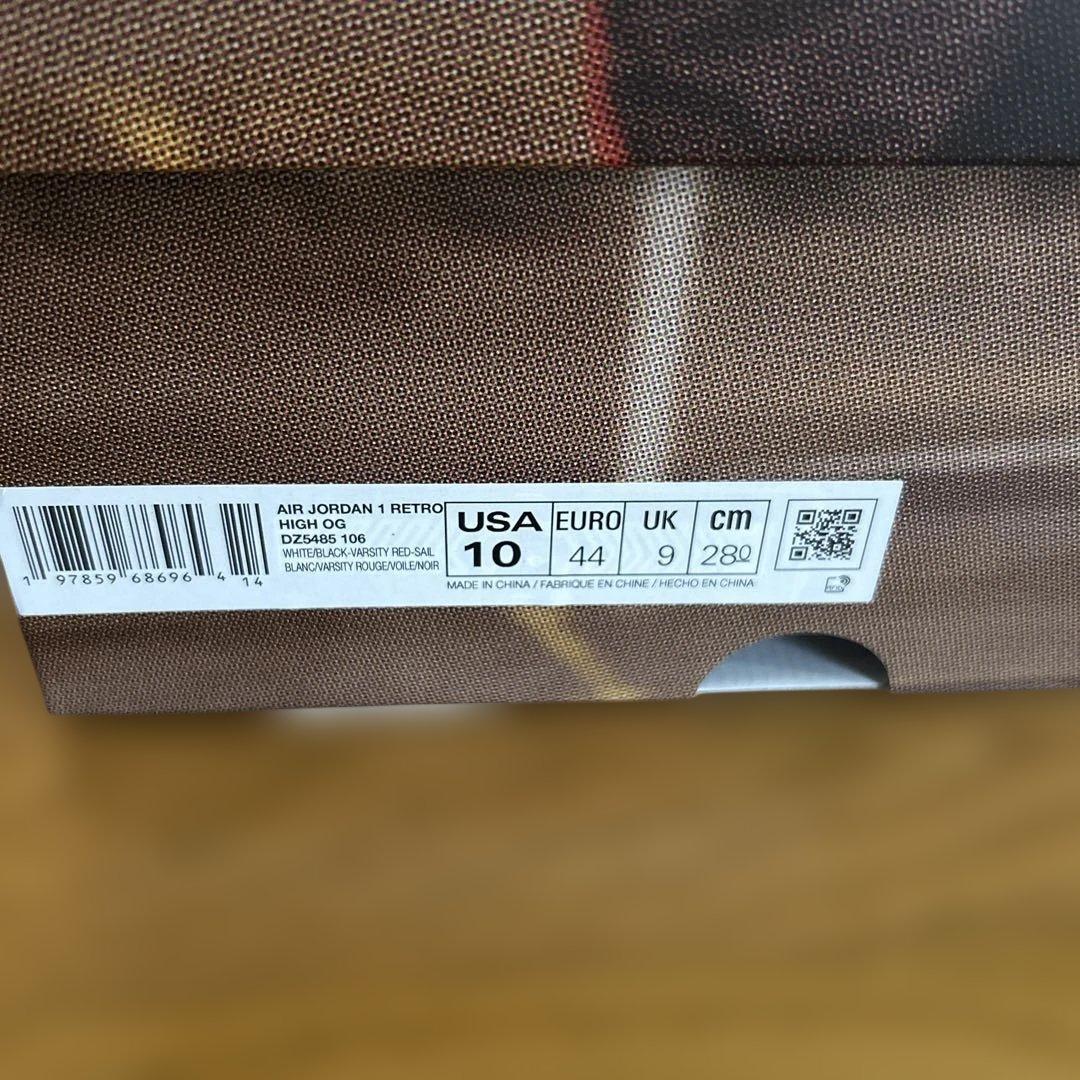 AIR JORDAN 1 RETRO
HIGH OG
DZ5485 106
WHITE/BLACK-VARSITY RED-SAIL
BLANC/VARSITY ROUGE/VOILE/NOIR
1 97859 68696 4 14
USA EURO UK cm
10 44 9 280
MADE IN CHINA / FABRIQUE EN CHINE / HECHO EN CHINA